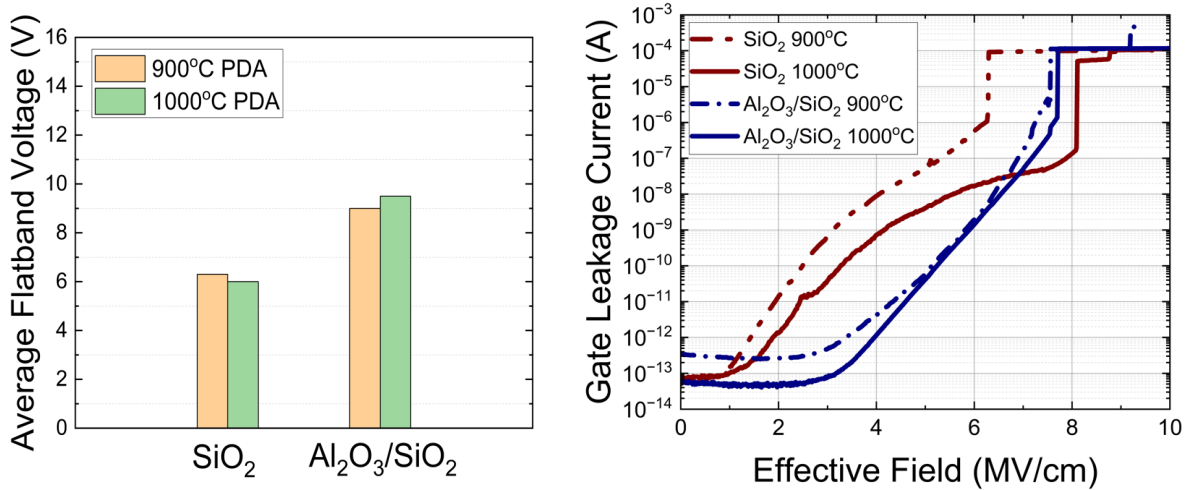 Average Flatband Voltage (V)
16
14
12
10
8
6
4
2
0
900°C PDA
1000°C PDA
SiO₂
Al₂O₃/SiO₂
Gate Leakage Current (A)
10⁻³
10⁻⁴
10⁻⁵
10⁻⁶
10⁻⁷
10⁻⁸
10⁻⁹
10⁻¹⁰
10⁻¹¹
10⁻¹²
10⁻¹³
10⁻¹⁴
SiO₂ 900°C
SiO₂ 1000°C
Al₂O₃/SiO₂ 900°C
Al₂O₃/SiO₂ 1000°C
0 2 4 6 8 10
Effective Field (MV/cm)